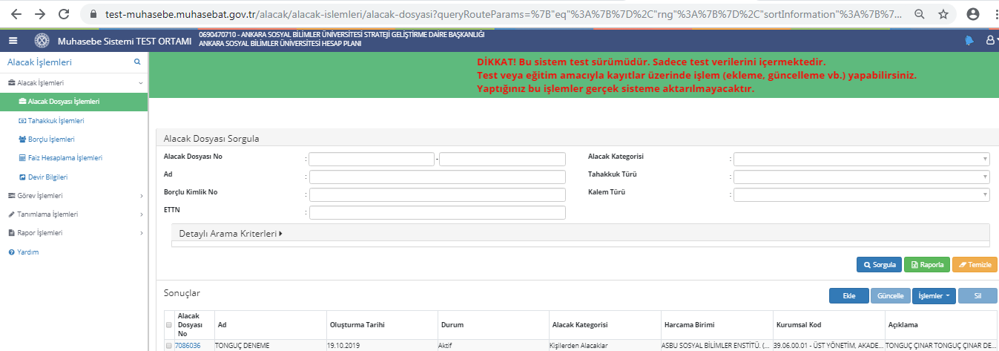 test-muhasebe.muhasebat.gov.tr/alacak/alacak-islemleri/alacak-dosyasi?queryRouteParams=%7B"eq"%3A%7B%7D%2C"rng"%3A%7B%7D%2C"sortInformation"%3A%7B%7...
Muhasebe Sistemi TEST ORTAMI
0690470710 - ANKARA SOSYAL BİLİMLER ÜNİVERSİTESİ STRATEJİ GELİŞTİRME DAİRE BAŞKANLIĞI
ANKARA SOSYAL BİLİMLER ÜNİVERSİTESİ HESAP PLANI
Alacak İşlemleri
Alacak İşlemleri
Alacak Dosyası İşlemleri
Tahakkuk İşlemleri
Borçlu İşlemleri
Faiz Hesaplama İşlemleri
Devir Bilgileri
Görev İşlemleri
Tanımlama İşlemleri
Rapor İşlemleri
Yardım
DİKKAT! Bu sistem test sürümüdür. Sadece test verilerini içermektedir.
Test veya eğitim amacıyla kayıtlar üzerinde işlem (ekleme, güncelleme vb.) yapabilirsiniz.
Yaptığınız bu işlemler gerçek sisteme aktarılmayacaktır.
Alacak Dosyası Sorgula
Alacak Dosyası No : -
Alacak Kategorisi :
Ad :
Tahakkuk Türü :
Borçlu Kimlik No :
Kalem Türü :
ETTN :
Detaylı Arama Kriterleri
Sorgula Raporla Temizle
Sonuçlar
Ekle Güncelle İşlemler Sil
Alacak Dosyası No Ad Oluşturma Tarihi Durum Alacak Kategorisi Harcama Birimi Kurumsal Kod Açıklama
7086036 TONGUÇ DENEME 19.10.2019 Aktif Kişilerden Alacaklar ASBU SOSYAL BİLİMLER ENSTİTÜ. (... 39.06.00.01 - ÜST YÖNETİM, AKADE... TONGUÇ ÇINAR TONGUÇ ÇINAR DE...